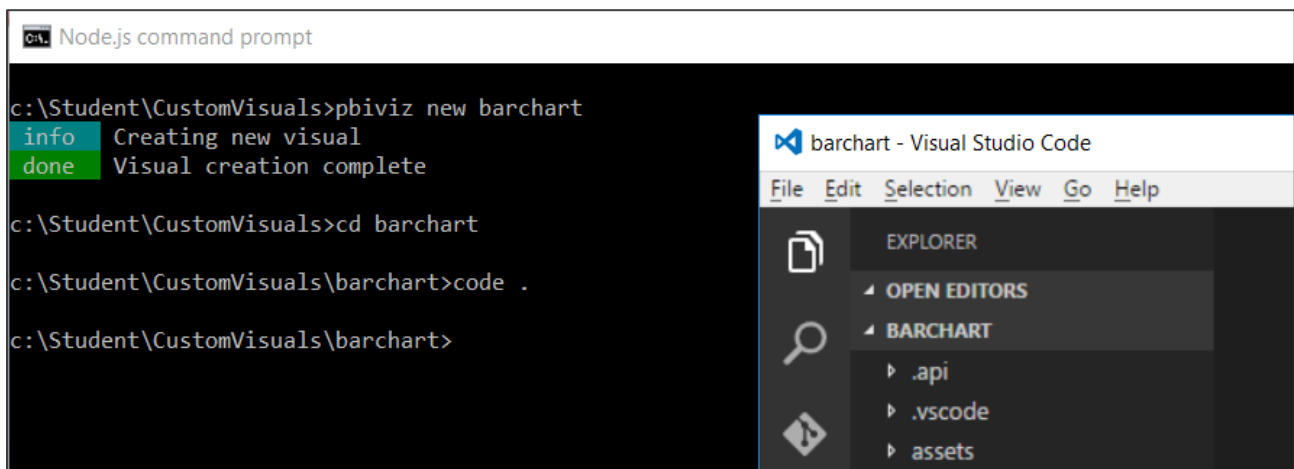 Node.js command prompt
c:\Student\CustomVisuals>pbiviz new barchart
info Creating new visual
done Visual creation complete
c:\Student\CustomVisuals>cd barchart
c:\Student\CustomVisuals\barchart>code .
c:\Student\CustomVisuals\barchart>
barchart - Visual Studio Code
File Edit Selection View Go Help
EXPLORER
OPEN EDITORS
BARCHART
.api
.vscode
assets